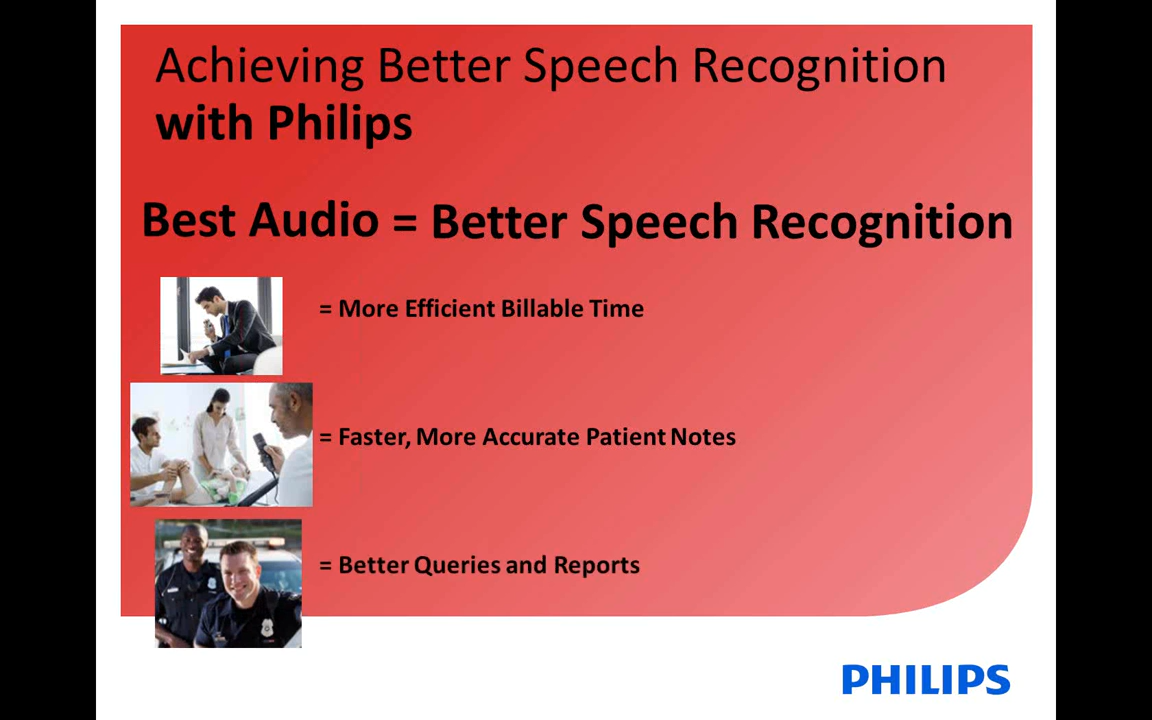 Achieving Better Speech Recognition
with Philips
Best Audio = Better Speech Recognition
= More Efficient Billable Time
= Faster, More Accurate Patient Notes
= Better Queries and Reports
PHILIPS